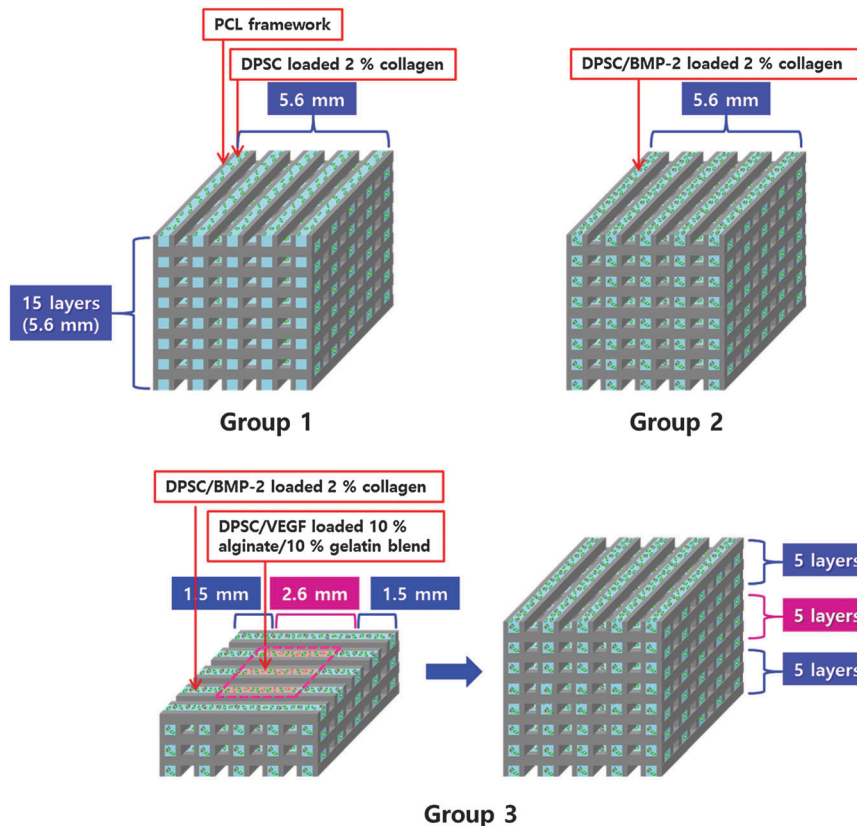 PCL framework
DPSC loaded 2 % collagen
5.6 mm
15 layers
(5.6 mm)
Group 1
DPSC/BMP-2 loaded 2 % collagen
5.6 mm
Group 2
DPSC/BMP-2 loaded 2 % collagen
DPSC/VEGF loaded 10 %
alginate/10 % gelatin blend
1.5 mm
2.6 mm
1.5 mm
5 layers
5 layers
5 layers
Group 3